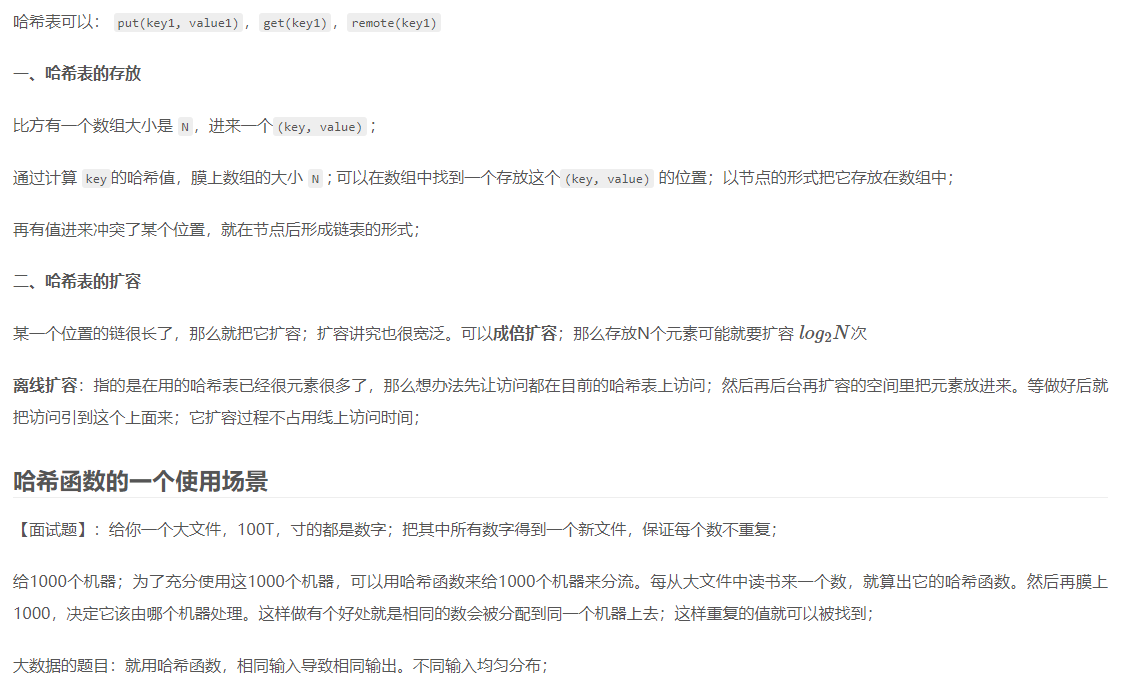 哈希表可以： put(key1, value1)，get(key1)，remote(key1)
一、哈希表的存放
比方有一个数组大小是 N，进来一个(key, value)；
通过计算 key的哈希值，膜上数组的大小 N；可以在数组中找到一个存放这个(key, value) 的位置；以节点的形式把它存放在数组中；
再有值进来冲突了某个位置，就在节点后形成链表的形式；
二、哈希表的扩容
某一个位置的链很长了，那么就把它扩容；扩容讲究也很宽泛。可以成倍扩容；那么存放N个元素可能就要扩容 log₂N次
离线扩容：指的是在用的哈希表已经很元素很多了，那么想办法先让访问都在目前的哈希表上访问；然后再后台再扩容的空间里把元素放进来。等做好后就
把访问引到这个上面来；它扩容过程不占用线上访问时间；
哈希函数的一个使用场景
【面试题】：给你一个大文件，100T，寸的都是数字；把其中所有数字得到一个新文件，保证每个数不重复；
给1000个机器；为了充分使用这1000个机器，可以用哈希函数来给1000个机器来分流。每从大文件中读书来一个数，就算出它的哈希函数。然后再膜上
1000，决定它该由哪个机器处理。这样做有个好处就是相同的数会被分配到同一个机器上去；这样重复的值就可以被找到；
大数据的题目：就用哈希函数，相同输入导致相同输出。不同输入均匀分布；